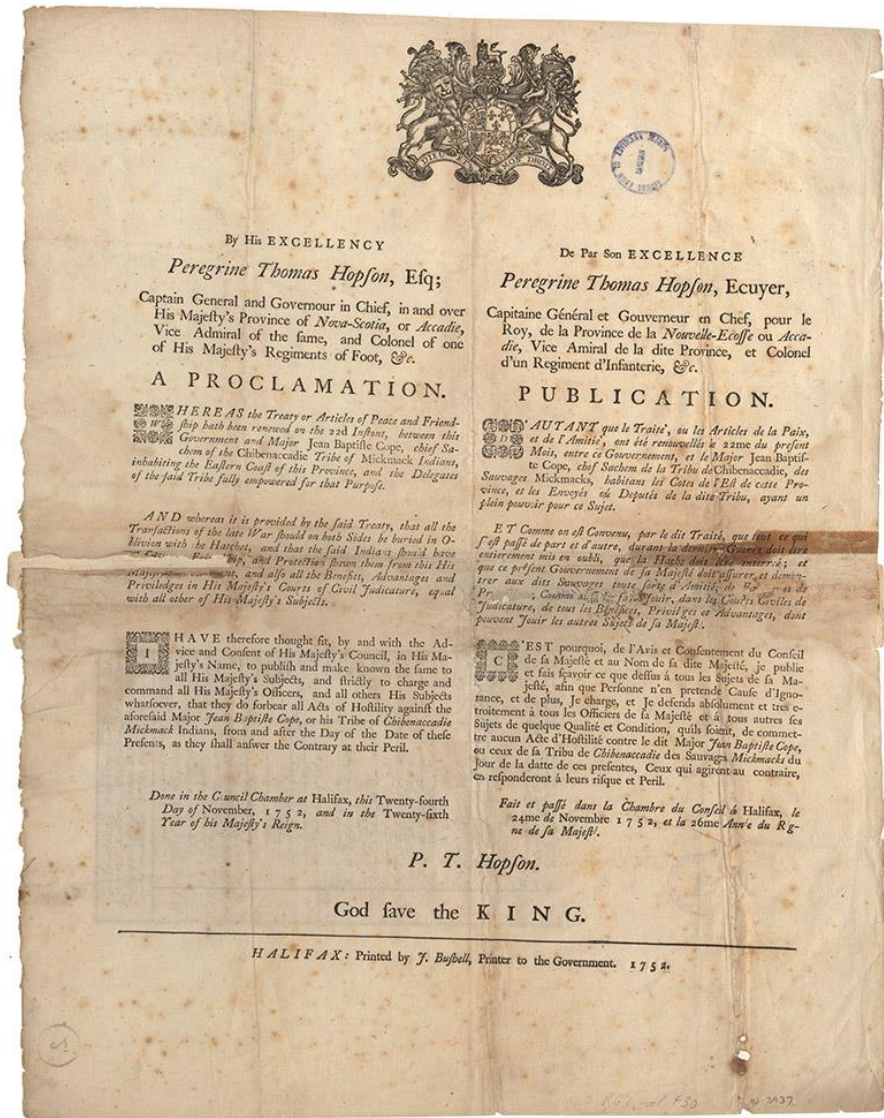 DIEU ET MON DROIT
By His EXCELLENCY
Peregrine Thomas Hopſon, Eſq;
Captain General and Governour in Chief, in and over
His Majeſty's Province of Nova-Scotia, or Accadie,
Vice Admiral of the ſame, and Colonel of one
of His Majeſty's Regiments of Foot, &c.
A PROCLAMATION.
WHEREAS the Treaty or Articles of Peace and Friend-
ſhip hath been renewed on the 22d Inſtant, between this
Government and Major Jean Baptiſte Cope, chief Sa-
chem of the Chibenaccadie Tribe of Mickmack Indians,
inhabiting the Eaſtern Coaſt of this Province, and the Delegates
of the ſaid Tribe fully empowered for that Purpoſe.
AND whereas it is provided by the ſaid Treaty, that all the
Tranſactions of the late War ſhould on both Sides be buried in O-
blivion with the Hatchet, and that the ſaid Indians ſhould have
and Protection ſhewn them from this His
and alſo all the Benefits, Advantages and
Priviledges in His Majeſty's Courts of Civil Judicature, equal
with all other of His Majeſty's Subjects.
I HAVE therefore thought fit, by and with the Ad-
vice and Conſent of His Majeſty's Council, in His Ma-
jeſty's Name, to publiſh and make known the ſame to
all His Majeſty's Subjects, and ſtrictly to charge and
command all His Majeſty's Officers, and all others His Subjects
whatſoever, that they do forbear all Acts of Hoſtility againſt the
aforeſaid Major Jean Baptiſte Cope, or his Tribe of Chibenaccadie
Mickmack Indians, from and after the Day of the Date of theſe
Preſents, as they ſhall anſwer the Contrary at their Peril.
Done in the Council Chamber at Halifax, this Twenty-fourth
Day of November, 1752, and in the Twenty-ſixth
Year of his Majeſty's Reign.
De Par Son EXCELLENCE
Peregrine Thomas Hopſon, Ecuyer,
Capitaine Général et Gouverneur en Chef, pour le
Roy, de la Province de la Nouvelle-Ecoſſe ou Acca-
die, Vice Amiral de la dite Province, et Colonel
d'un Regiment d'Infanterie, &c.
PUBLICATION.
D'AUTANT que le Traité, ou les Articles de la Paix,
et de l'Amitié, ont été renouvellés le 22me du preſent
Mois, entre ce Gouvernement, et le Major Jean Baptiſ-
te Cope, chef Sachem de la Tribu de Chibenaccadie, des
Sauvages Mickmacks, habitans les Cotes de l'Eſt de cette Pro-
vince, et les Envoyés ou Deputés de la dite Tribu, ayant un
plein pouvoir pour ce Sujet.
ET Comme on eſt Convenu, par le dit Traité, que tout ce qui
s'eſt paſſé de part et d'autre, durant la derniere Guerre doit être
entierement mis en oubli, que la Hache doit être enterré; et
que ce préſent Gouvernement de ſa Majeſté doit aſſurer et démon-
trer aux dits Sauvages toute ſorte d'Amitié, de et de
Jouir, dans les Courts Civiles de
Judicature, de tous les Bénéfices, Privilges et Advantages, dont
peuvent Jouir les autres Sujets de ſa Majeſt'.
C'EST pourquoi, de l'Avis et Conſentement du Conſeil
de ſa Majeſté et au Nom de ſa dite Majeſté, je publie
et fais ſçavoir ce que deſſus à tous les Sujets de ſa Ma-
jeſté, afin que Perſonne n'en pretende Cauſe d'Igno-
rance, et de plus, Je charge, et Je defends abſolument et tres e-
troitement à tous les Officiers de ſa Majeſté et à tous autres ſes
Sujets de quelque Qualité et Condition, quils ſoient, de commet-
tre aucun Acte d'Hoſtilité contre le dit Major Jean Baptiſte Cope,
ou ceux de ſa Tribu de Chibenaccadie des Sauvages Mickmacks du
Jour de la datte de ces preſentes, Ceux qui agiront au contraire,
en reſponderont à leurs riſque et Peril.
Fait et paſſé dans la Chambre du Conſeil à Halifax, le
24me de Novembre 1752, et la 26me Ann'e du R'g-
ne de ſa Majeſt'.
P. T. Hopſon.
God ſave the KING.
HALIFAX: Printed by J. Buſhell, Printer to the Government. 1752.
N-3937